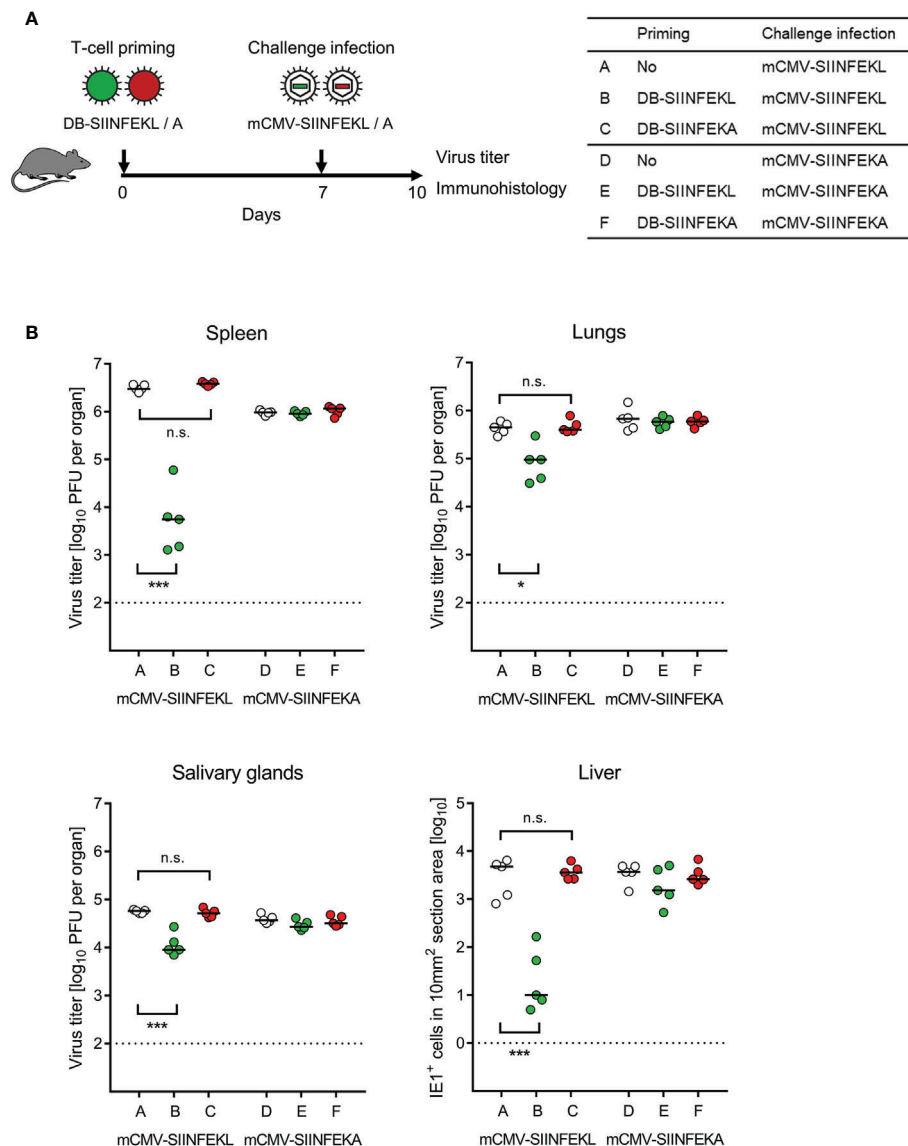 A
T-cell priming
Challenge infection
DB-SIINFEKL / A
mCMV-SIINFEKL / A
Virus titer
Immunohistology
0
7
10
Days
Priming
Challenge infection
A No mCMV-SIINFEKL
B DB-SIINFEKL mCMV-SIINFEKL
C DB-SIINFEKA mCMV-SIINFEKL
D No mCMV-SIINFEKA
E DB-SIINFEKL mCMV-SIINFEKA
F DB-SIINFEKA mCMV-SIINFEKA
B
Spleen
Virus titer [log10 PFU per organ]
7
6
5
4
3
2
n.s.
***
A B C D E F
mCMV-SIINFEKL mCMV-SIINFEKA
Lungs
Virus titer [log10 PFU per organ]
7
6
5
4
3
2
n.s.
*
A B C D E F
mCMV-SIINFEKL mCMV-SIINFEKA
Salivary glands
Virus titer [log10 PFU per organ]
7
6
5
4
3
2
n.s.
***
A B C D E F
mCMV-SIINFEKL mCMV-SIINFEKA
Liver
IE1+ cells in 10mm2 section area [log10]
5
4
3
2
1
0
n.s.
***
A B C D E F
mCMV-SIINFEKL mCMV-SIINFEKA